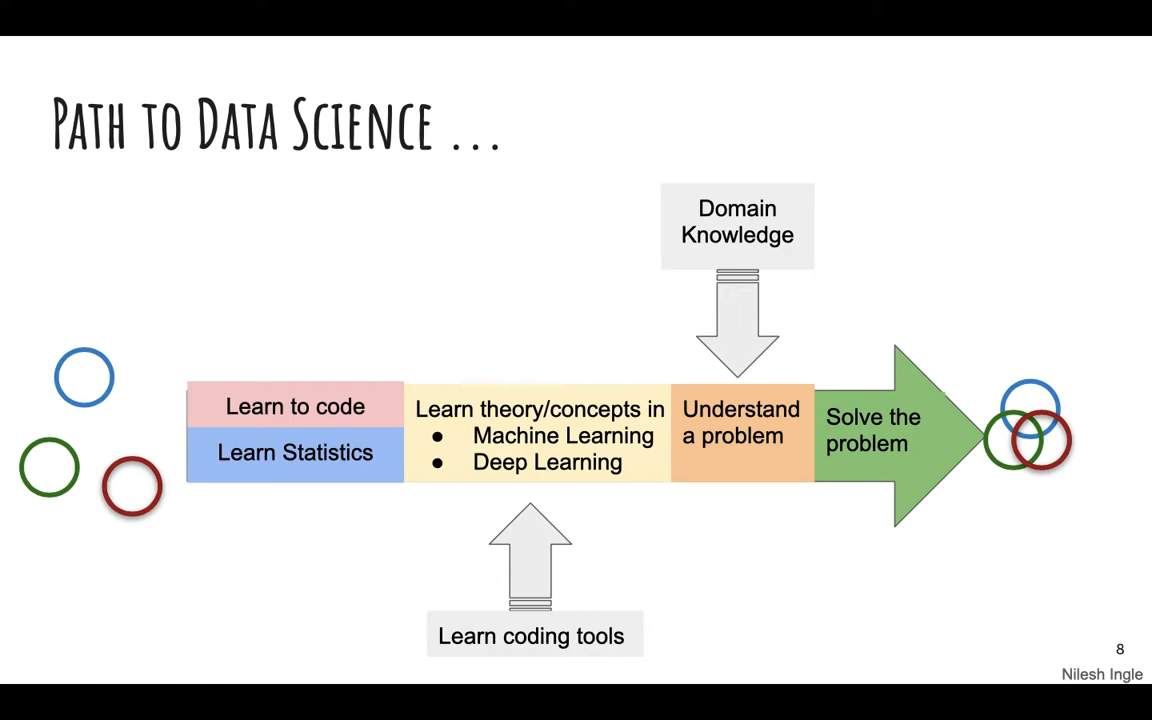 Path to Data Science ...
Domain
Knowledge
Learn to code
Learn Statistics
Learn theory/concepts in
● Machine Learning
● Deep Learning
Understand
a problem
Solve the
problem
Learn coding tools
8
Nilesh Ingle